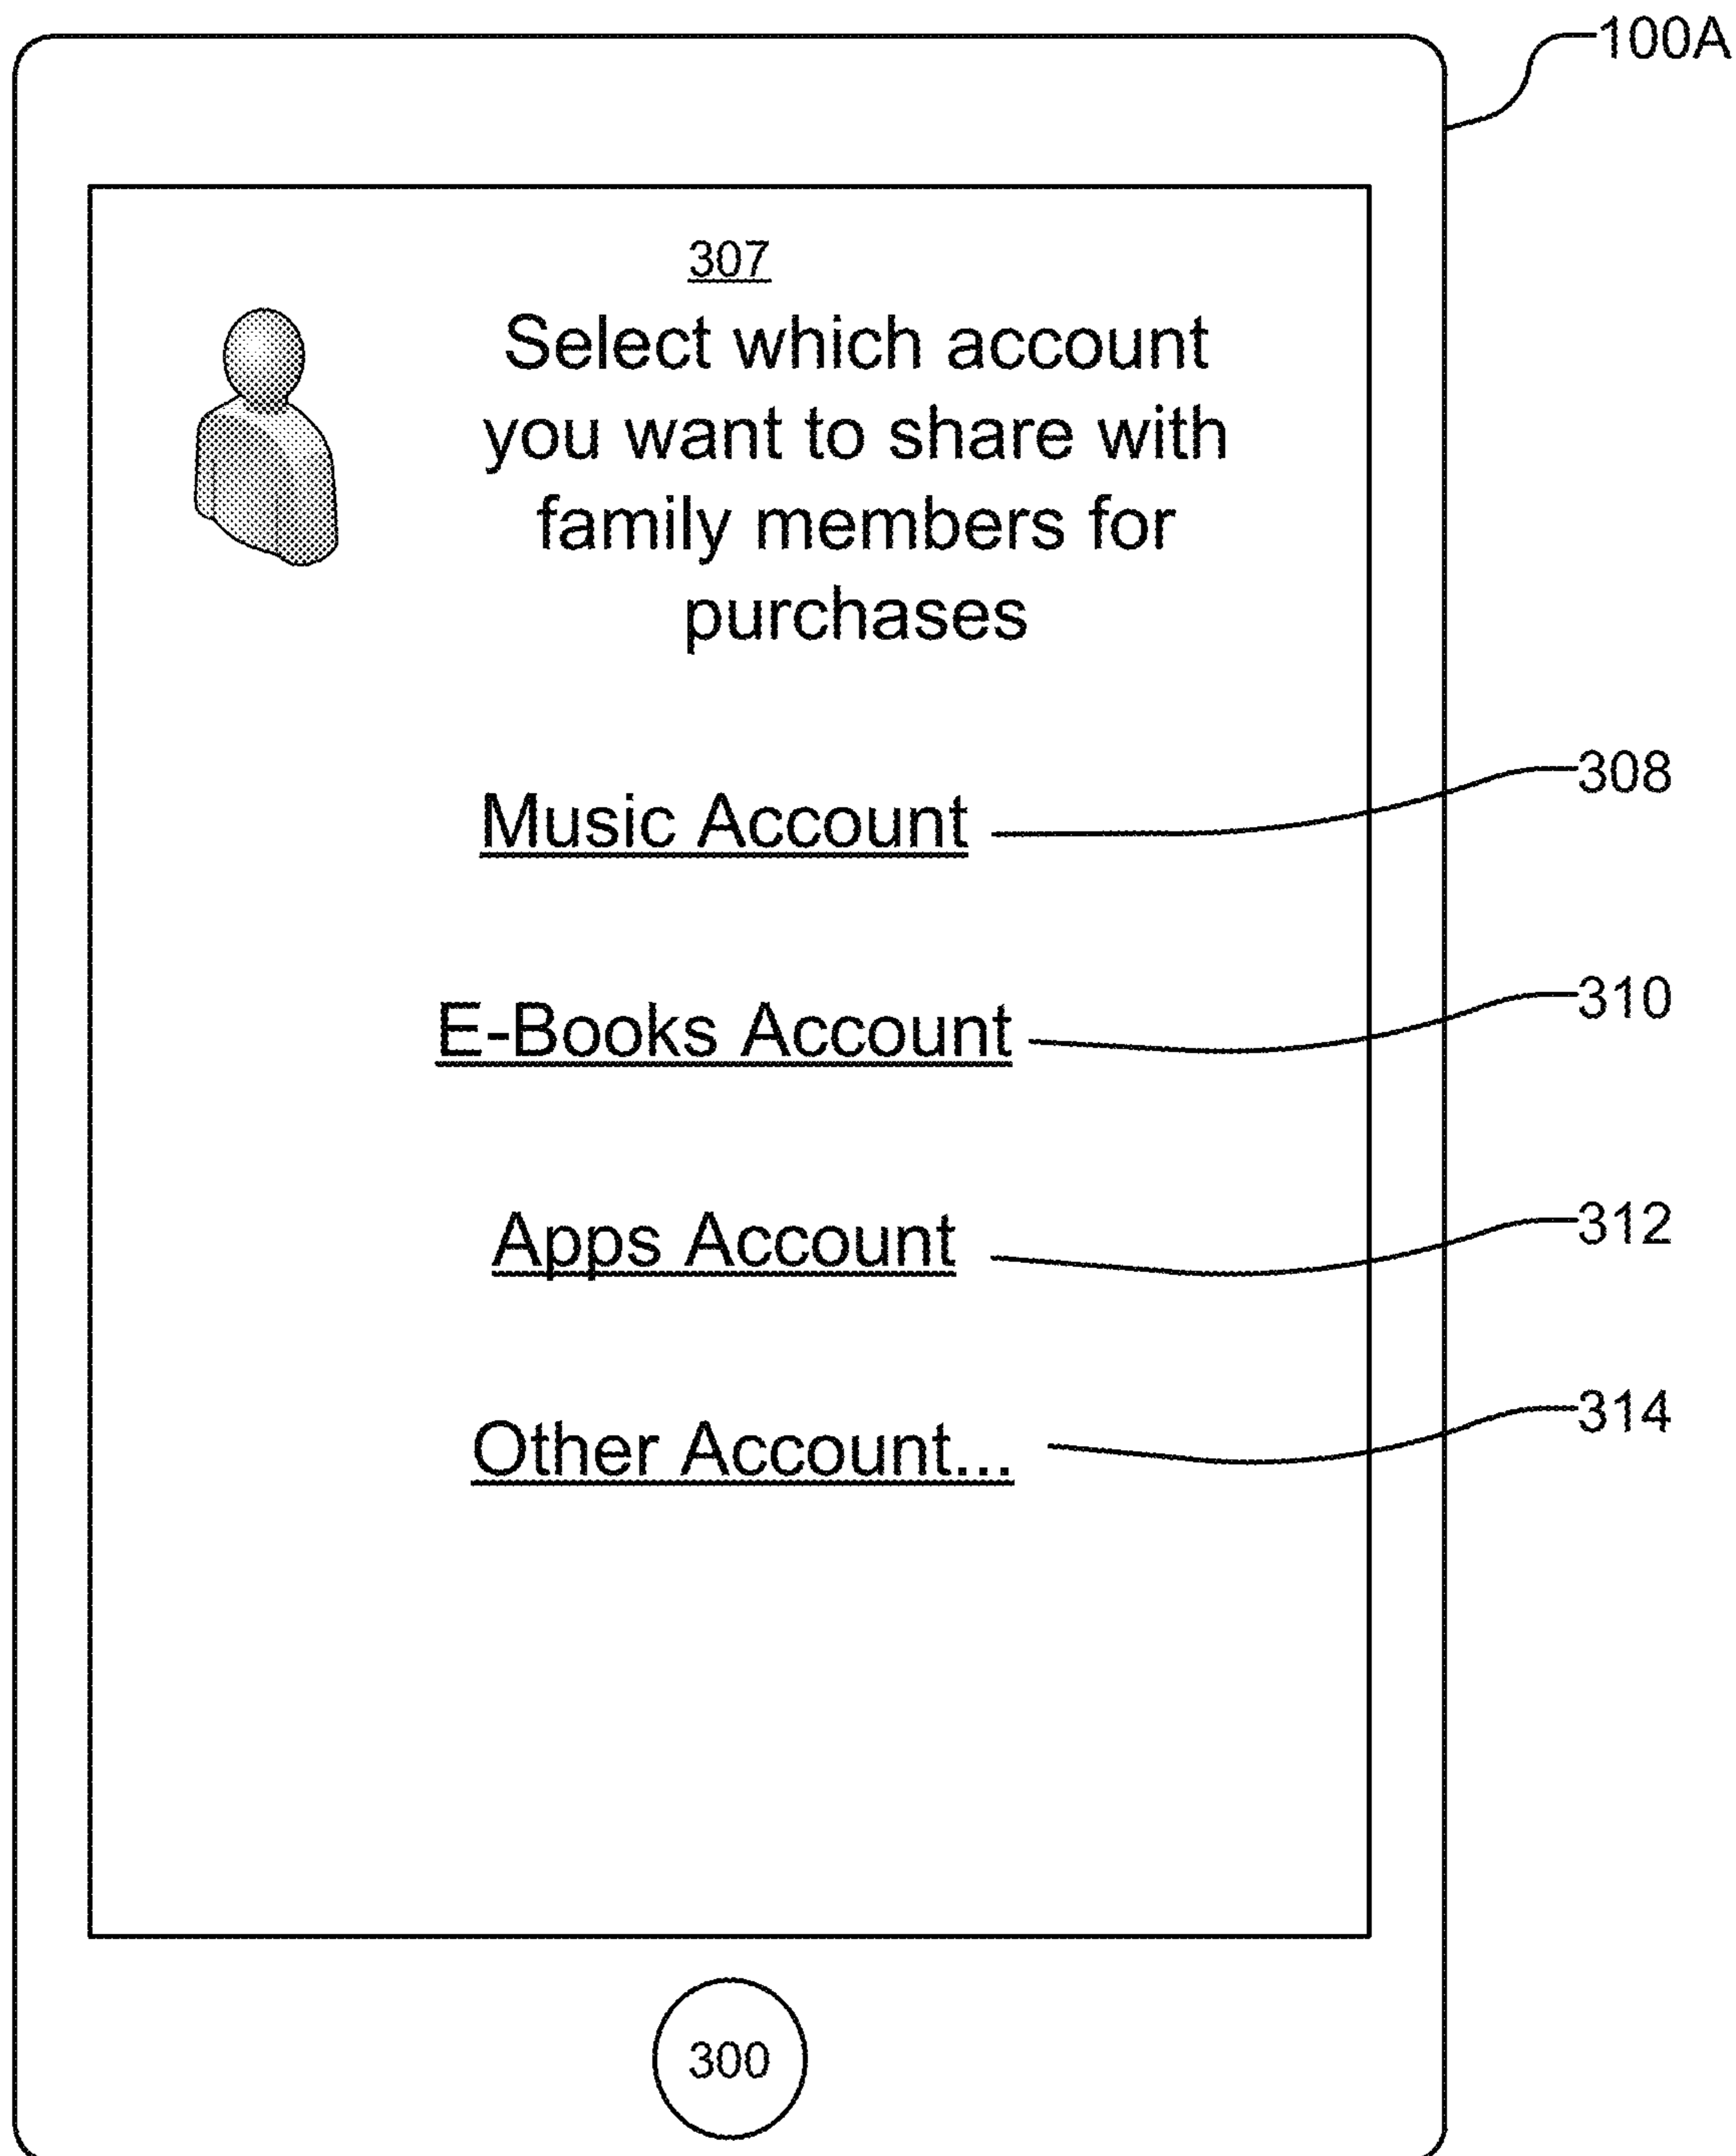 100A
307
Select which account
you want to share with
family members for
purchases
308
Music Account
310
E-Books Account
312
Apps Account
314
Other Account...
300